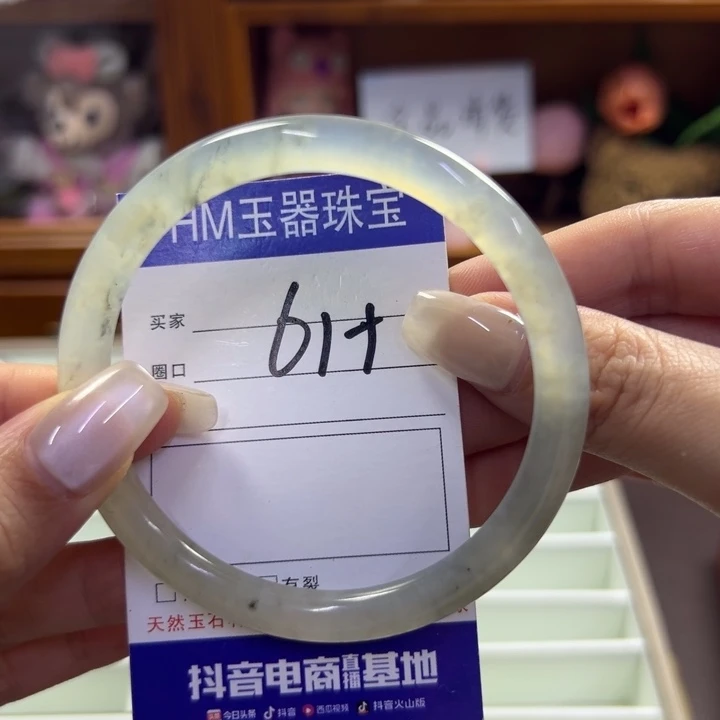 HM玉器珠宝
买家
61+
圈口
有裂
天然玉石
抖音电商直播基地
今日头条 抖音 西瓜视频 抖音火山版